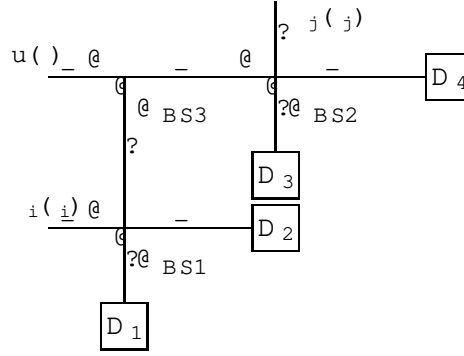 ? j( j)
u() _ @ _ @ _ D 4
@ @
@ BS3 ?@ BS2
?
D 3
i( i) _ @ _ D 2
@
?@ BS1
D 1